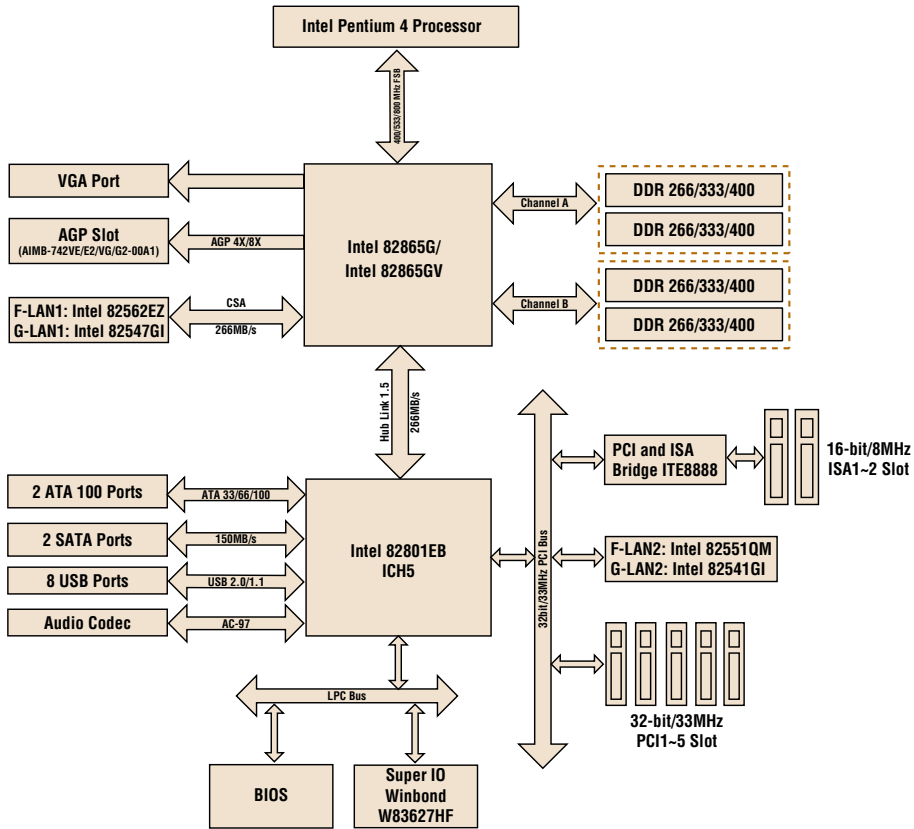 Intel Pentium 4 Processor
400/533/800 MHz FSB
VGA Port
AGP Slot
(AIMB-742VE/E2/VG/G2-00A1)
AGP 4X/8X
F-LAN1: Intel 82562EZ
G-LAN1: Intel 82547GI
CSA
266MB/s
Intel 82865G/
Intel 82865GV
Channel A
DDR 266/333/400
DDR 266/333/400
Channel B
DDR 266/333/400
DDR 266/333/400
Hub Link 1.5
266MB/s
2 ATA 100 Ports
ATA 33/66/100
2 SATA Ports
150MB/s
8 USB Ports
USB 2.0/1.1
Audio Codec
AC-97
Intel 82801EB
ICH5
32bit/33MHz PCI Bus
PCI and ISA
Bridge ITE8888
16-bit/8MHz
ISA1~2 Slot
F-LAN2: Intel 82551QM
G-LAN2: Intel 82541GI
32-bit/33MHz
PCI1~5 Slot
LPC Bus
BIOS
Super IO
Winbond
W83627HF